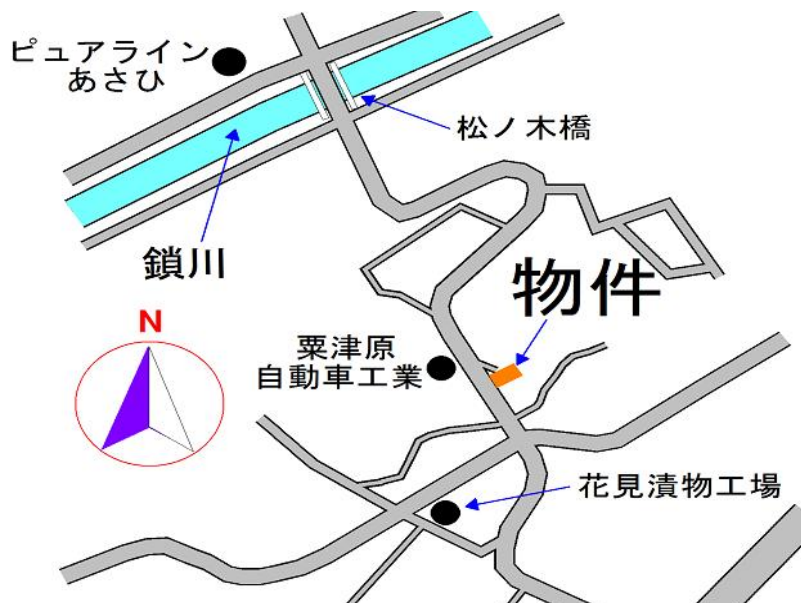 ピュアライン
あさひ
松ノ木橋
鎖川
物件
N
粟津原
自動車工業
花見漬物工場